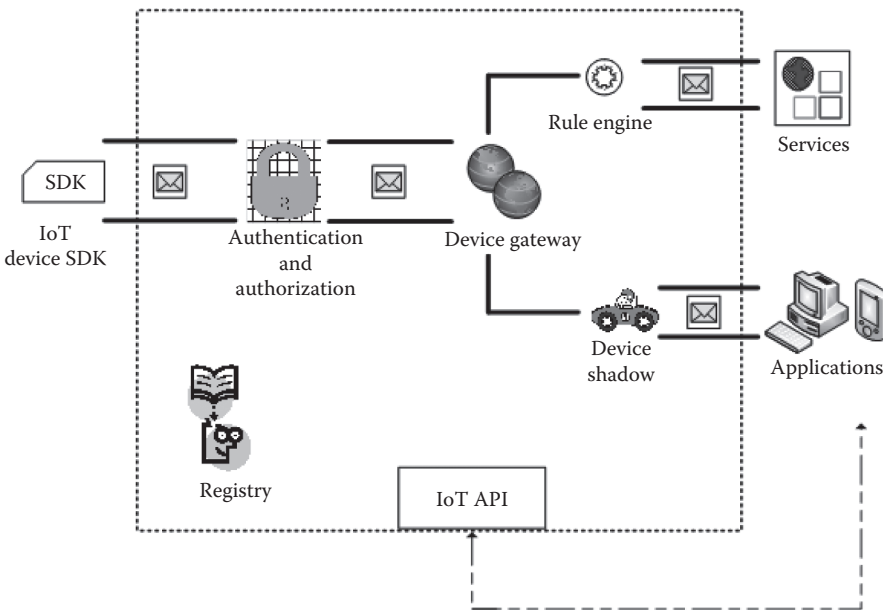 Rule engine
Services
SDK
IoT
device SDK
Authentication
and
authorization
Device gateway
Device
shadow
Applications
Registry
IoT API